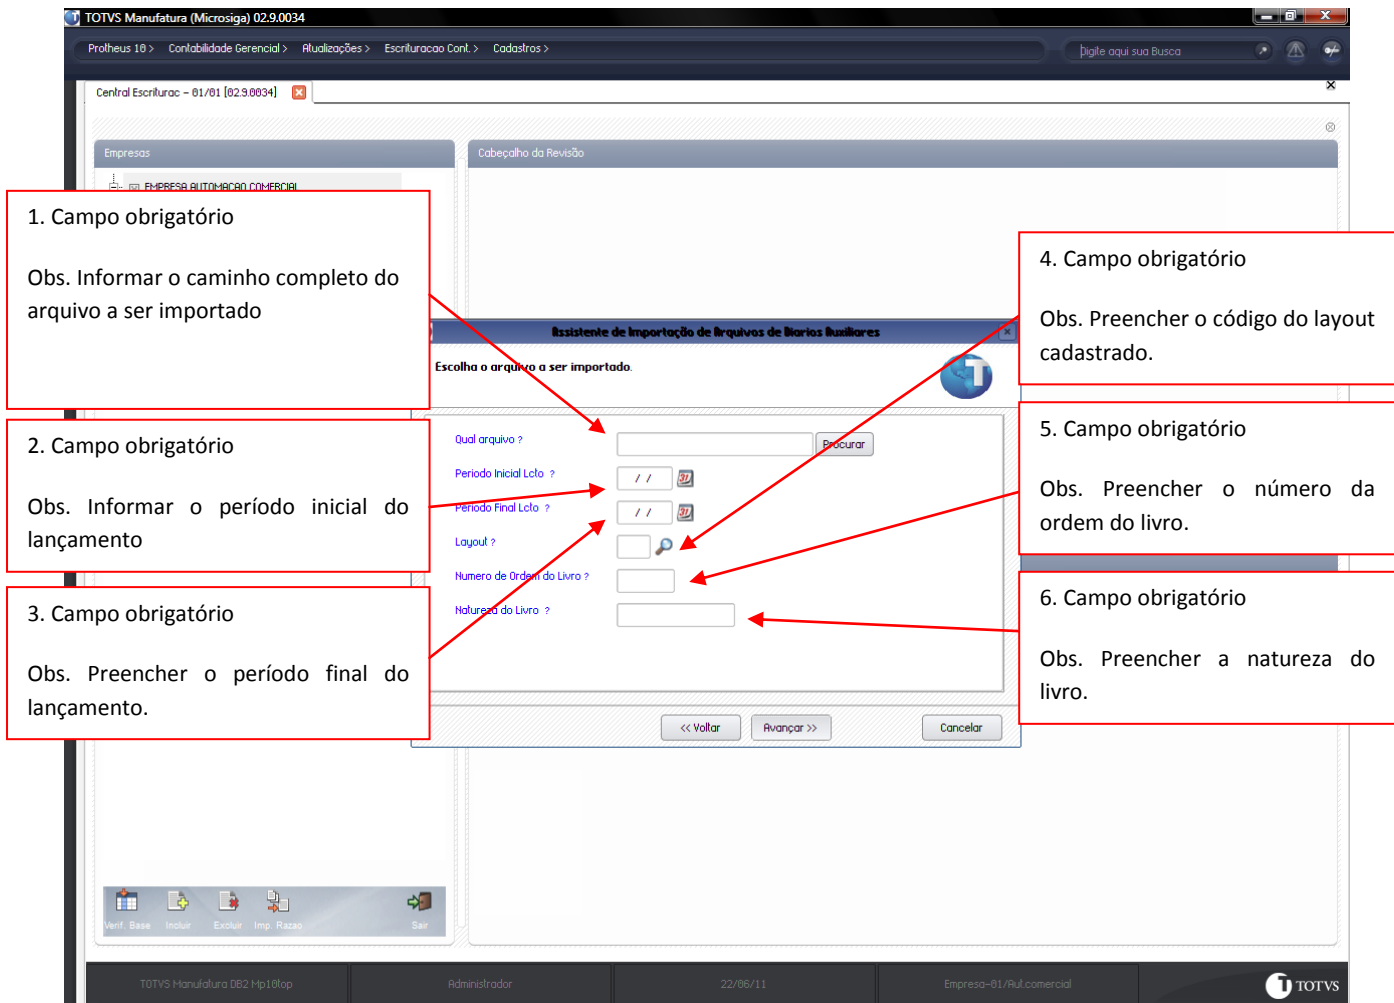 TOTVS Manufatura (Microsiga) 02.9.0034
Protheus 10 > Contabilidade Gerencial > Atualizações > Escrituracao Cont. > Cadastros >
Digite aqui sua Busca
Central Escriturac - 01/01 [02.9.0034]
Empresas
Cabeçalho da Revisão
EMPRESA AUTOMACAO COMERCIAL
1. Campo obrigatório
Obs. Informar o caminho completo do
arquivo a ser importado
2. Campo obrigatório
Obs. Informar o período inicial do
lançamento
3. Campo obrigatório
Obs. Preencher o período final do
lançamento.
Assistente de Importação de Arquivos de Diarios Auxiliares
Escolha o arquivo a ser importado.
Qual arquivo ?
Procurar
Periodo Inicial Lcto ?
/ /
Periodo Final Lcto ?
/ /
Layout ?
Numero de Ordem do Livro ?
Natureza do Livro ?
<< Voltar
Avançar >>
Cancelar
4. Campo obrigatório
Obs. Preencher o código do layout
cadastrado.
5. Campo obrigatório
Obs. Preencher o número da
ordem do livro.
6. Campo obrigatório
Obs. Preencher a natureza do
livro.
Verif. Base
Incluir
Excluir
Imp. Razao
Sair
TOTVS Manufatura DB2 Mp10top
Administrador
22/06/11
Empresa-01/Aut.comercial
TOTVS